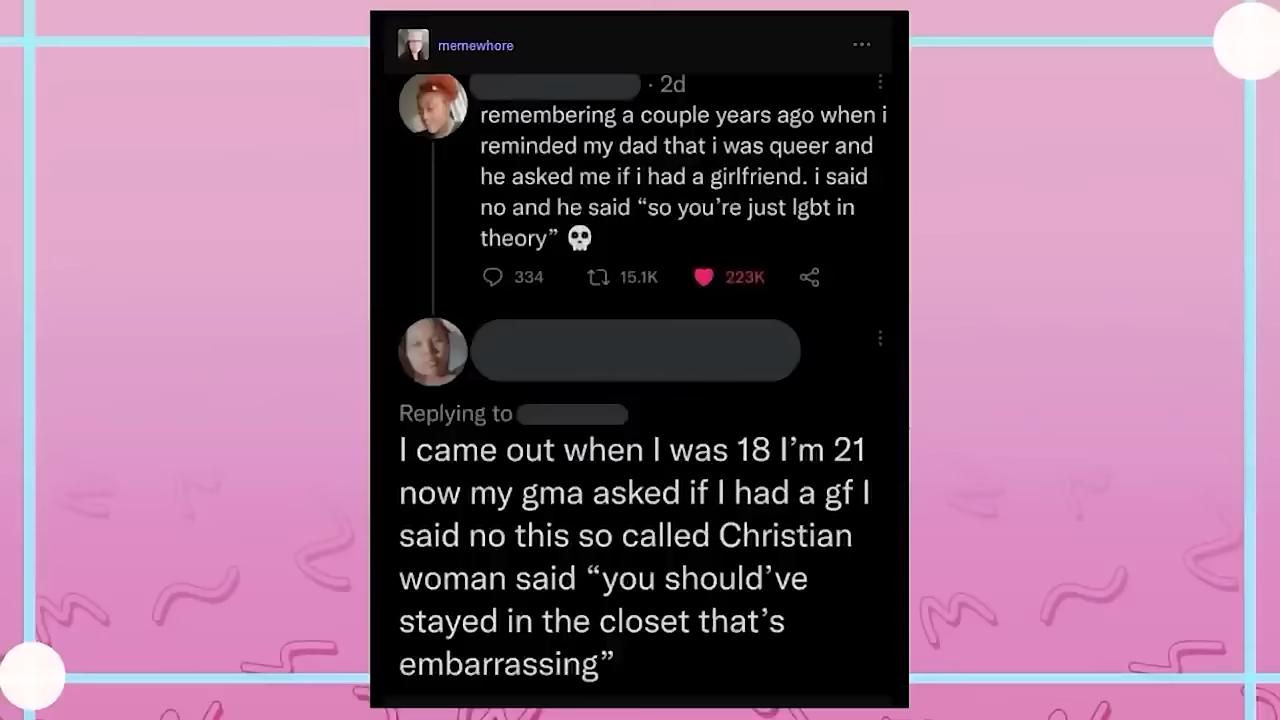 memewhore
· 2d
remembering a couple years ago when i
reminded my dad that i was queer and
he asked me if i had a girlfriend. i said
no and he said “so you’re just lgbt in
theory” 💀
334 15.1K 223K
Replying to
I came out when I was 18 I’m 21
now my gma asked if I had a gf I
said no this so called Christian
woman said “you should’ve
stayed in the closet that’s
embarrassing”